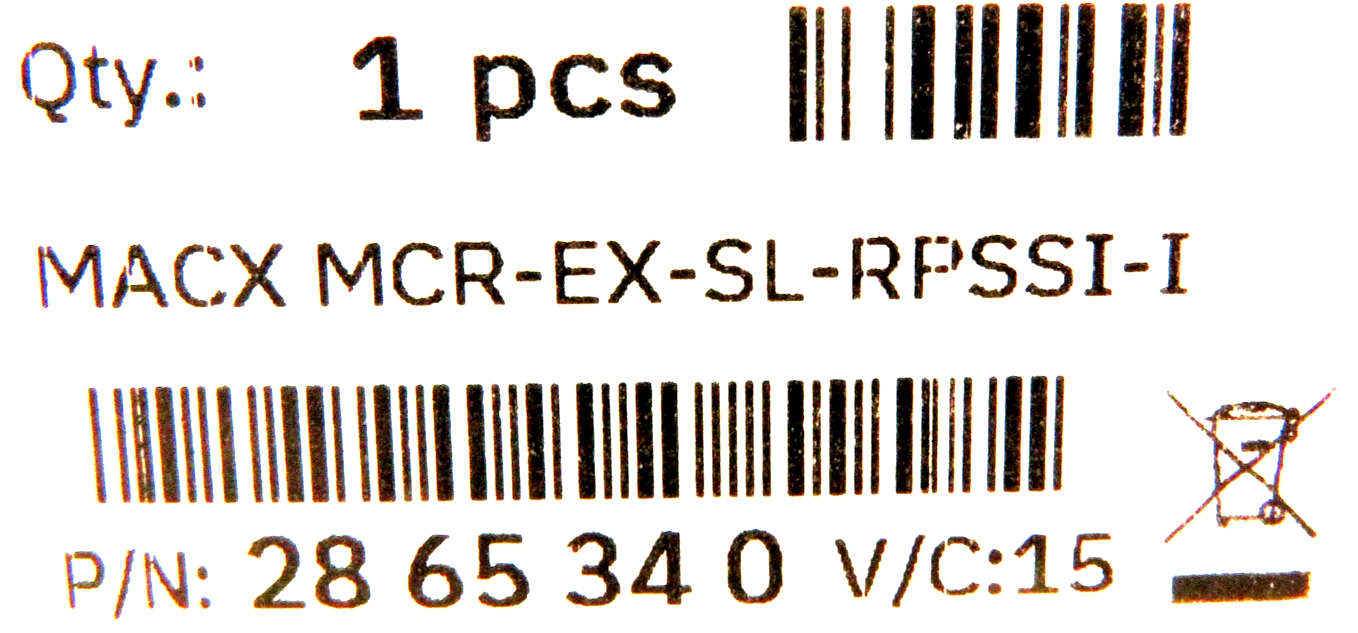 Qty.: 1 pcs
MACX MCR-EX-SL-RPSSI-I
P/N: 28 65 34 0 V/C:15